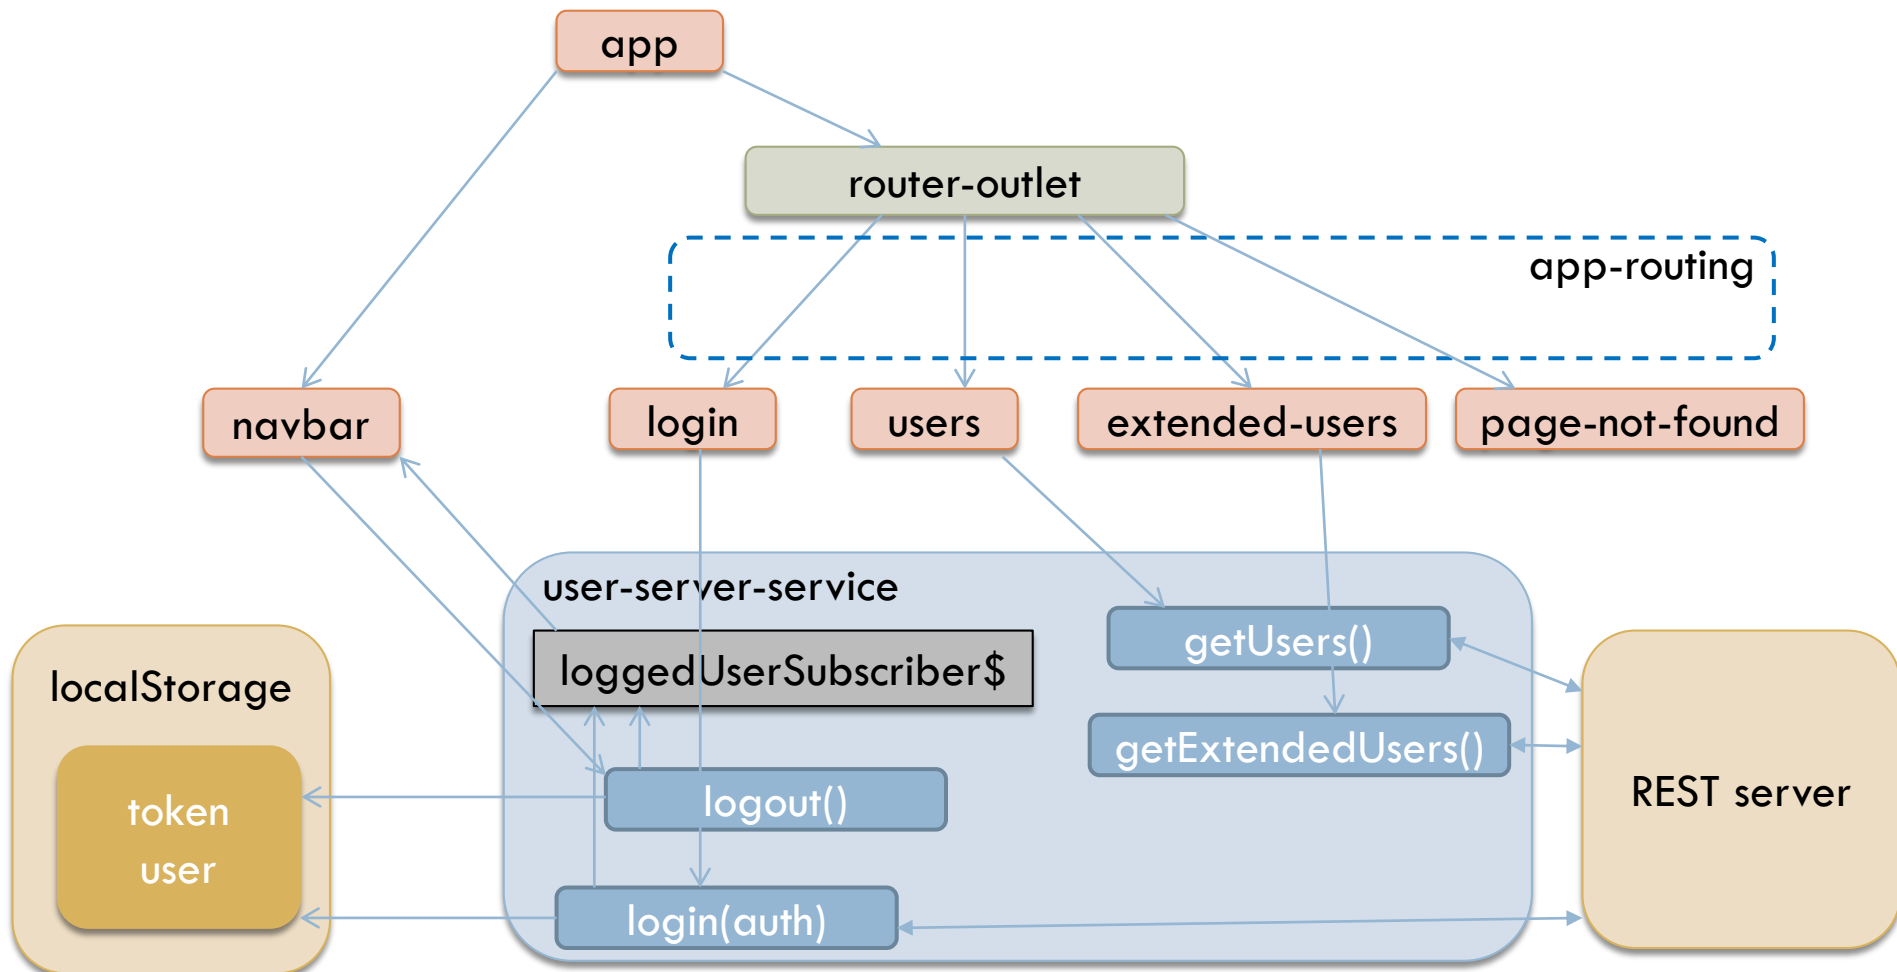 app
router-outlet
app-routing
navbar
login
users
extended-users
page-not-found
user-server-service
loggedUserSubscriber$
getUsers()
getExtendedUsers()
logout()
login(auth)
localStorage
token
user
REST server